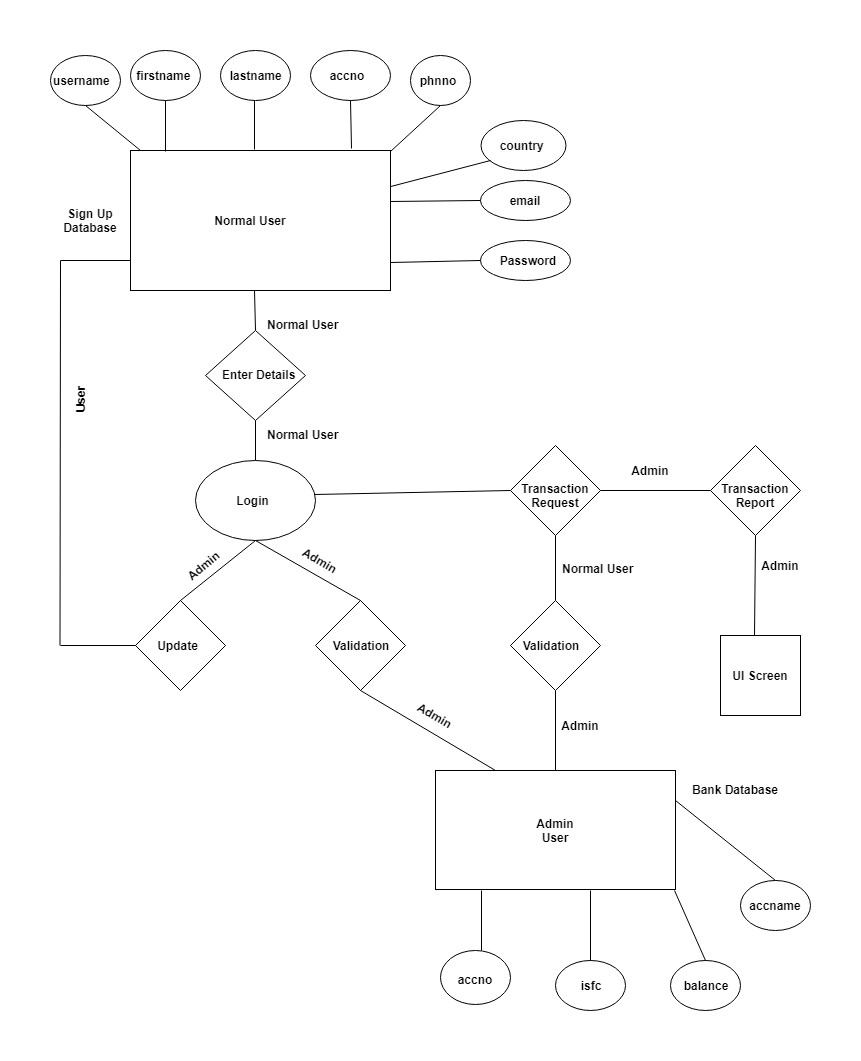 username
firstname
lastname
accno
phnno
country
Sign Up
Database
Normal User
email
Password
Normal User
Enter Details
User
Normal User
Login
Transaction
Request
Admin
Transaction
Report
Admin
Admin
Normal User
Admin
Update
Validation
Validation
UI Screen
Admin
Admin
Bank Database
Admin
User
accname
accno
isfc
balance